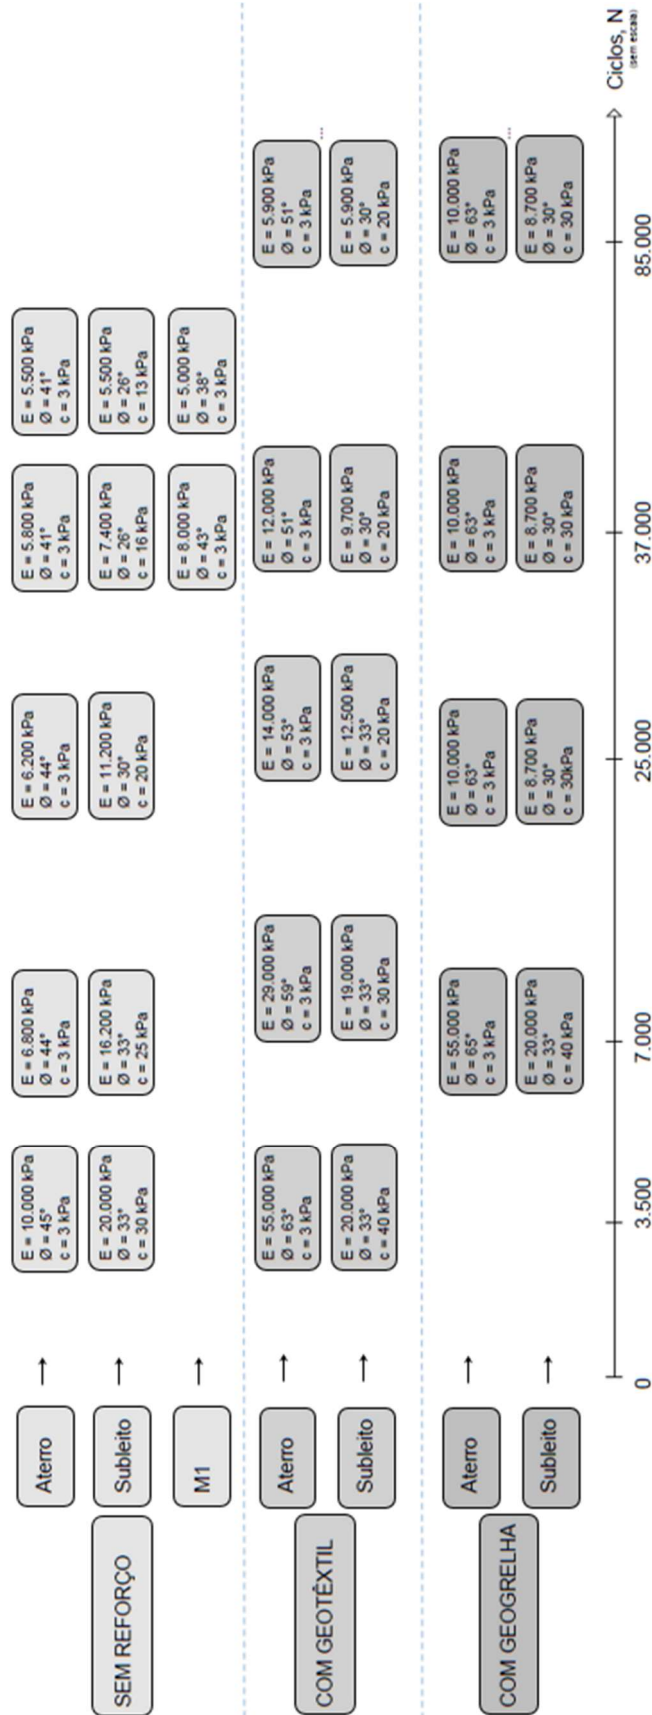 SEM REFORÇO
Aterro
→
E = 10.000 kPa
Ø = 45°
c = 3 kPa
E = 6.800 kPa
Ø = 44°
c = 3 kPa
E = 6.200 kPa
Ø = 44°
c = 3 kPa
E = 5.800 kPa
Ø = 41°
c = 3 kPa
E = 5.500 kPa
Ø = 41°
c = 3 kPa
Subleito
→
E = 20.000 kPa
Ø = 33°
c = 30 kPa
E = 16.200 kPa
Ø = 33°
c = 25 kPa
E = 11.200 kPa
Ø = 30°
c = 20 kPa
E = 7.400 kPa
Ø = 26°
c = 16 kPa
E = 5.500 kPa
Ø = 26°
c = 13 kPa
M1
→
E = 8.000 kPa
Ø = 43°
c = 3 kPa
E = 5.000 kPa
Ø = 38°
c = 3 kPa
COM GEOTÊXTIL
Aterro
→
E = 55.000 kPa
Ø = 63°
c = 3 kPa
E = 29.000 kPa
Ø = 59°
c = 3 kPa
E = 14.000 kPa
Ø = 53°
c = 3 kPa
E = 12.000 kPa
Ø = 51°
c = 3 kPa
E = 5.900 kPa
Ø = 51°
c = 3 kPa
...
Subleito
→
E = 20.000 kPa
Ø = 33°
c = 40 kPa
E = 19.000 kPa
Ø = 33°
c = 30 kPa
E = 12.500 kPa
Ø = 33°
c = 20 kPa
E = 9.700 kPa
Ø = 30°
c = 20 kPa
E = 5.900 kPa
Ø = 30°
c = 20 kPa
COM GEOGRELHA
Aterro
→
E = 55.000 kPa
Ø = 65°
c = 3 kPa
E = 10.000 kPa
Ø = 63°
c = 3 kPa
E = 10.000 kPa
Ø = 63°
c = 3 kPa
E = 10.000 kPa
Ø = 63°
c = 3 kPa
...
Subleito
→
E = 20.000 kPa
Ø = 33°
c = 40 kPa
E = 8.700 kPa
Ø = 30°
c = 30kPa
E = 8.700 kPa
Ø = 30°
c = 30 kPa
E = 8.700 kPa
Ø = 30°
c = 30 kPa
Ciclos, N
(sem escala)
0
3.500
7.000
25.000
37.000
85.000